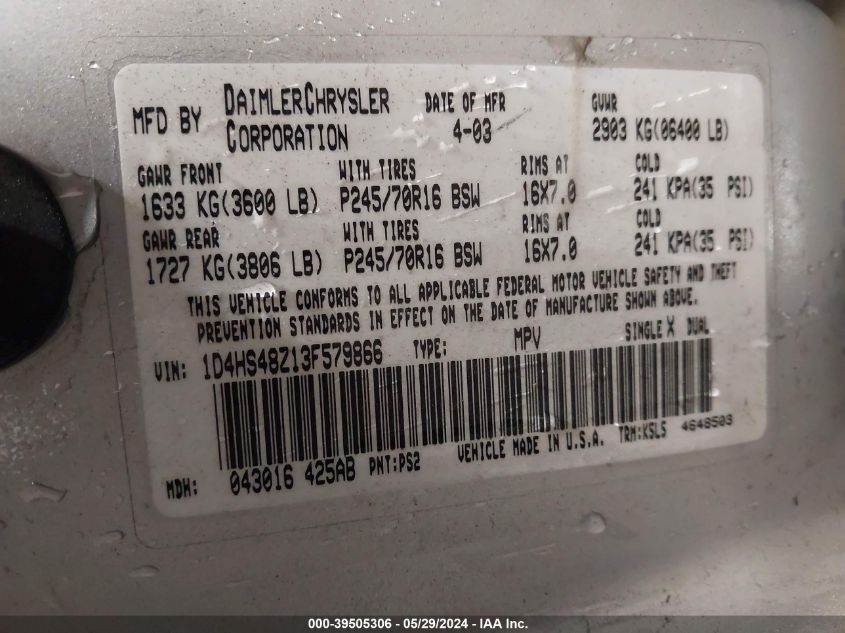 MFD BY DAIMLERCHRYSLER CORPORATION DATE OF MFR 4-03 GVWR 2903 KG(06400 LB)
GAWR FRONT WITH TIRES RIMS AT COLD
1633 KG(3600 LB) P245/70R16 BSW 16X7.0 241 KPA(35 PSI)
GAWR REAR WITH TIRES RIMS AT COLD
1727 KG(3806 LB) P245/70R16 BSW 16X7.0 241 KPA(35 PSI)
THIS VEHICLE CONFORMS TO ALL APPLICABLE FEDERAL MOTOR VEHICLE SAFETY AND THEFT
PREVENTION STANDARDS IN EFFECT ON THE DATE OF MANUFACTURE SHOWN ABOVE.
VIN: 1D4HS48Z13F579866 TYPE: MPV SINGLE X DUAL
MDH: 043016 425AB PNT:PS2 VEHICLE MADE IN U.S.A. TRM:K5L5 4648503
000-39505306 - 05/29/2024 - IAA Inc.